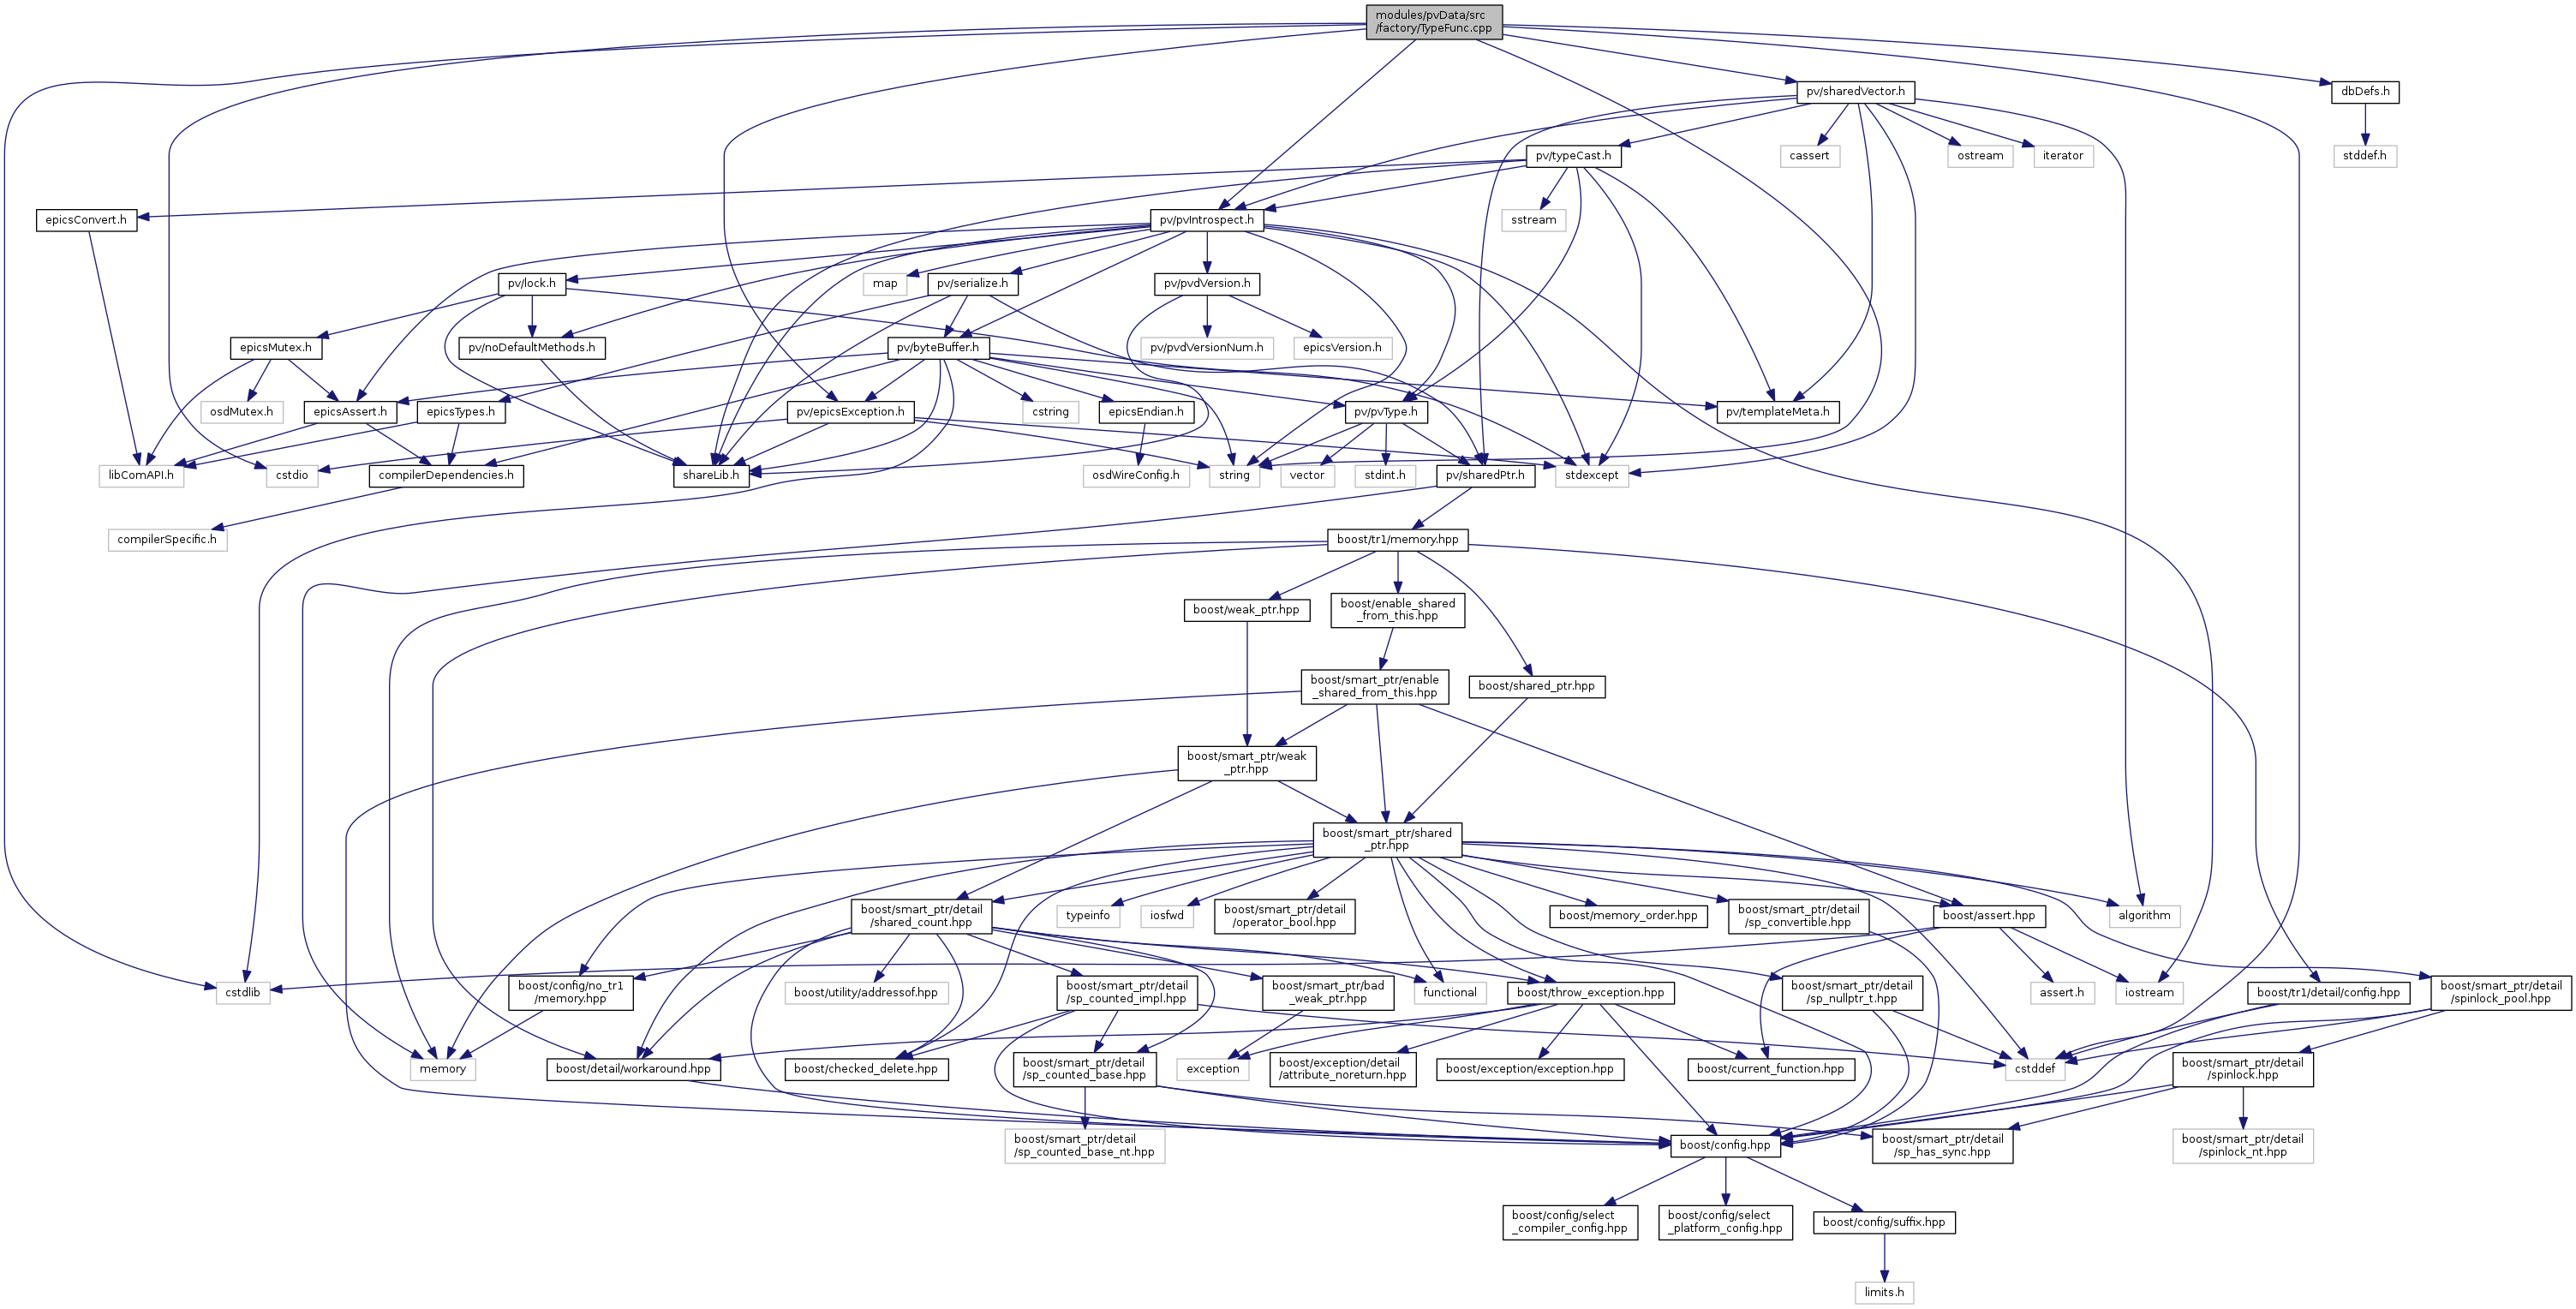 modules/pvData/src
/factory/TypeFunc.cpp
pv/sharedVector.h
dbDefs.h
pv/typeCast.h
cassert
ostream
iterator
stddef.h
epicsConvert.h
pv/pvIntrospect.h
sstream
pv/lock.h
map
pv/serialize.h
pv/pvdVersion.h
epicsMutex.h
pv/noDefaultMethods.h
pv/byteBuffer.h
pv/pvdVersionNum.h
epicsVersion.h
osdMutex.h
epicsAssert.h
epicsTypes.h
pv/epicsException.h
cstring
epicsEndian.h
pv/pvType.h
pv/templateMeta.h
libComAPI.h
cstdio
compilerDependencies.h
shareLib.h
osdWireConfig.h
string
vector
stdint.h
pv/sharedPtr.h
stdexcept
compilerSpecific.h
boost/tr1/memory.hpp
boost/weak_ptr.hpp
boost/enable_shared
_from_this.hpp
boost/smart_ptr/enable
_shared_from_this.hpp
boost/shared_ptr.hpp
boost/smart_ptr/weak
_ptr.hpp
boost/smart_ptr/shared
_ptr.hpp
boost/smart_ptr/detail
/shared_count.hpp
typeinfo
iosfwd
boost/smart_ptr/detail
/operator_bool.hpp
boost/memory_order.hpp
boost/smart_ptr/detail
/sp_convertible.hpp
boost/assert.hpp
algorithm
cstdlib
boost/config/no_tr1
/memory.hpp
boost/utility/addressof.hpp
boost/smart_ptr/detail
/sp_counted_impl.hpp
boost/smart_ptr/bad
_weak_ptr.hpp
functional
boost/throw_exception.hpp
boost/smart_ptr/detail
/sp_nullptr_t.hpp
assert.h
iostream
boost/tr1/detail/config.hpp
boost/smart_ptr/detail
/spinlock_pool.hpp
memory
boost/detail/workaround.hpp
boost/checked_delete.hpp
boost/smart_ptr/detail
/sp_counted_base.hpp
exception
boost/exception/detail
/attribute_noreturn.hpp
boost/exception/exception.hpp
boost/current_function.hpp
cstddef
boost/smart_ptr/detail
/spinlock.hpp
boost/smart_ptr/detail
/sp_counted_base_nt.hpp
boost/config.hpp
boost/smart_ptr/detail
/sp_has_sync.hpp
boost/smart_ptr/detail
/spinlock_nt.hpp
boost/config/select
_compiler_config.hpp
boost/config/select
_platform_config.hpp
boost/config/suffix.hpp
limits.h